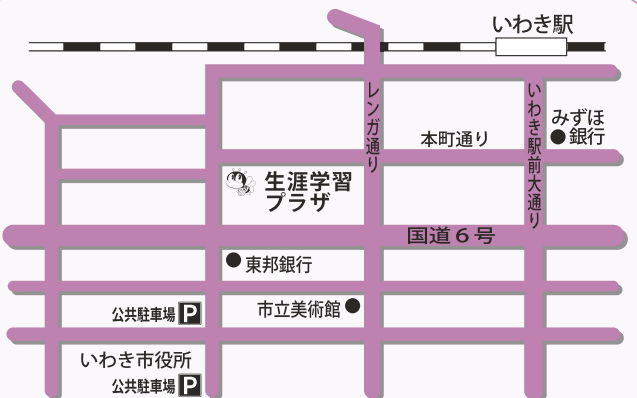 いわき駅
レンガ通り
いわき駅前大通り
みずほ
銀行
本町通り
生涯学習
プラザ
国道6号
東邦銀行
市立美術館
公共駐車場 P
いわき市役所
公共駐車場 P